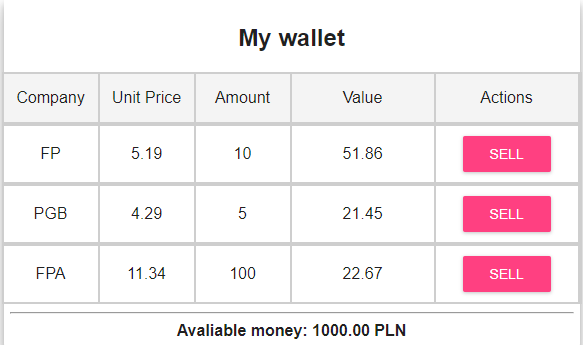 My wallet
Company Unit Price Amount Value Actions
FP 5.19 10 51.86 SELL
PGB 4.29 5 21.45 SELL
FPA 11.34 100 22.67 SELL
Avaliable money: 1000.00 PLN